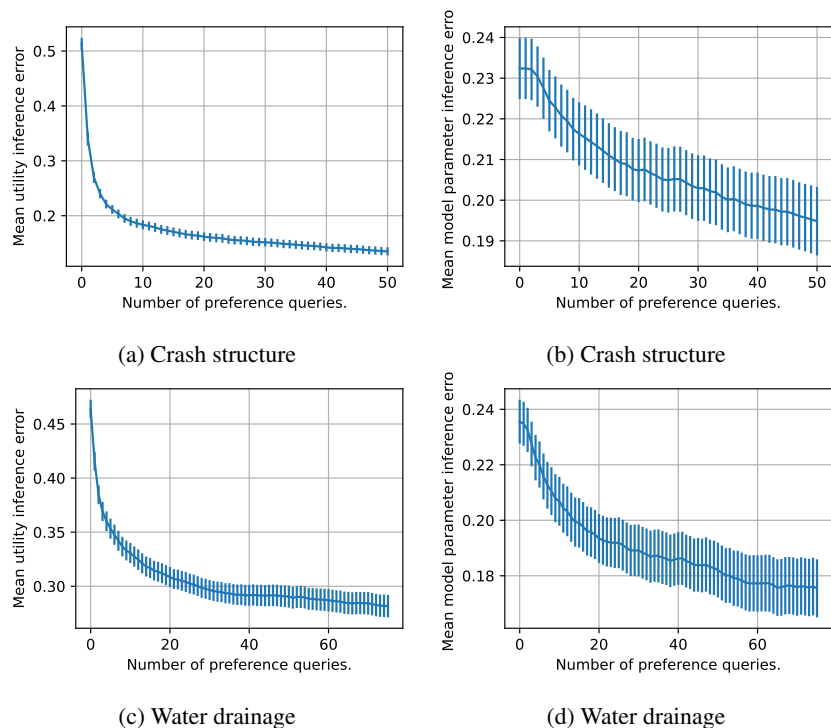 0.5
0.4
0.3
0.2
Mean utility inference error
0 10 20 30 40 50
Number of preference queries.
(a) Crash structure
0.24
0.23
0.22
0.21
0.20
0.19
Mean model parameter inference erro
0 10 20 30 40 50
Number of preference queries.
(b) Crash structure
0.45
0.40
0.35
0.30
Mean utility inference error
0 20 40 60
Number of preference queries.
(c) Water drainage
0.24
0.22
0.20
0.18
Mean model parameter inference erro
0 20 40 60
Number of preference queries.
(d) Water drainage